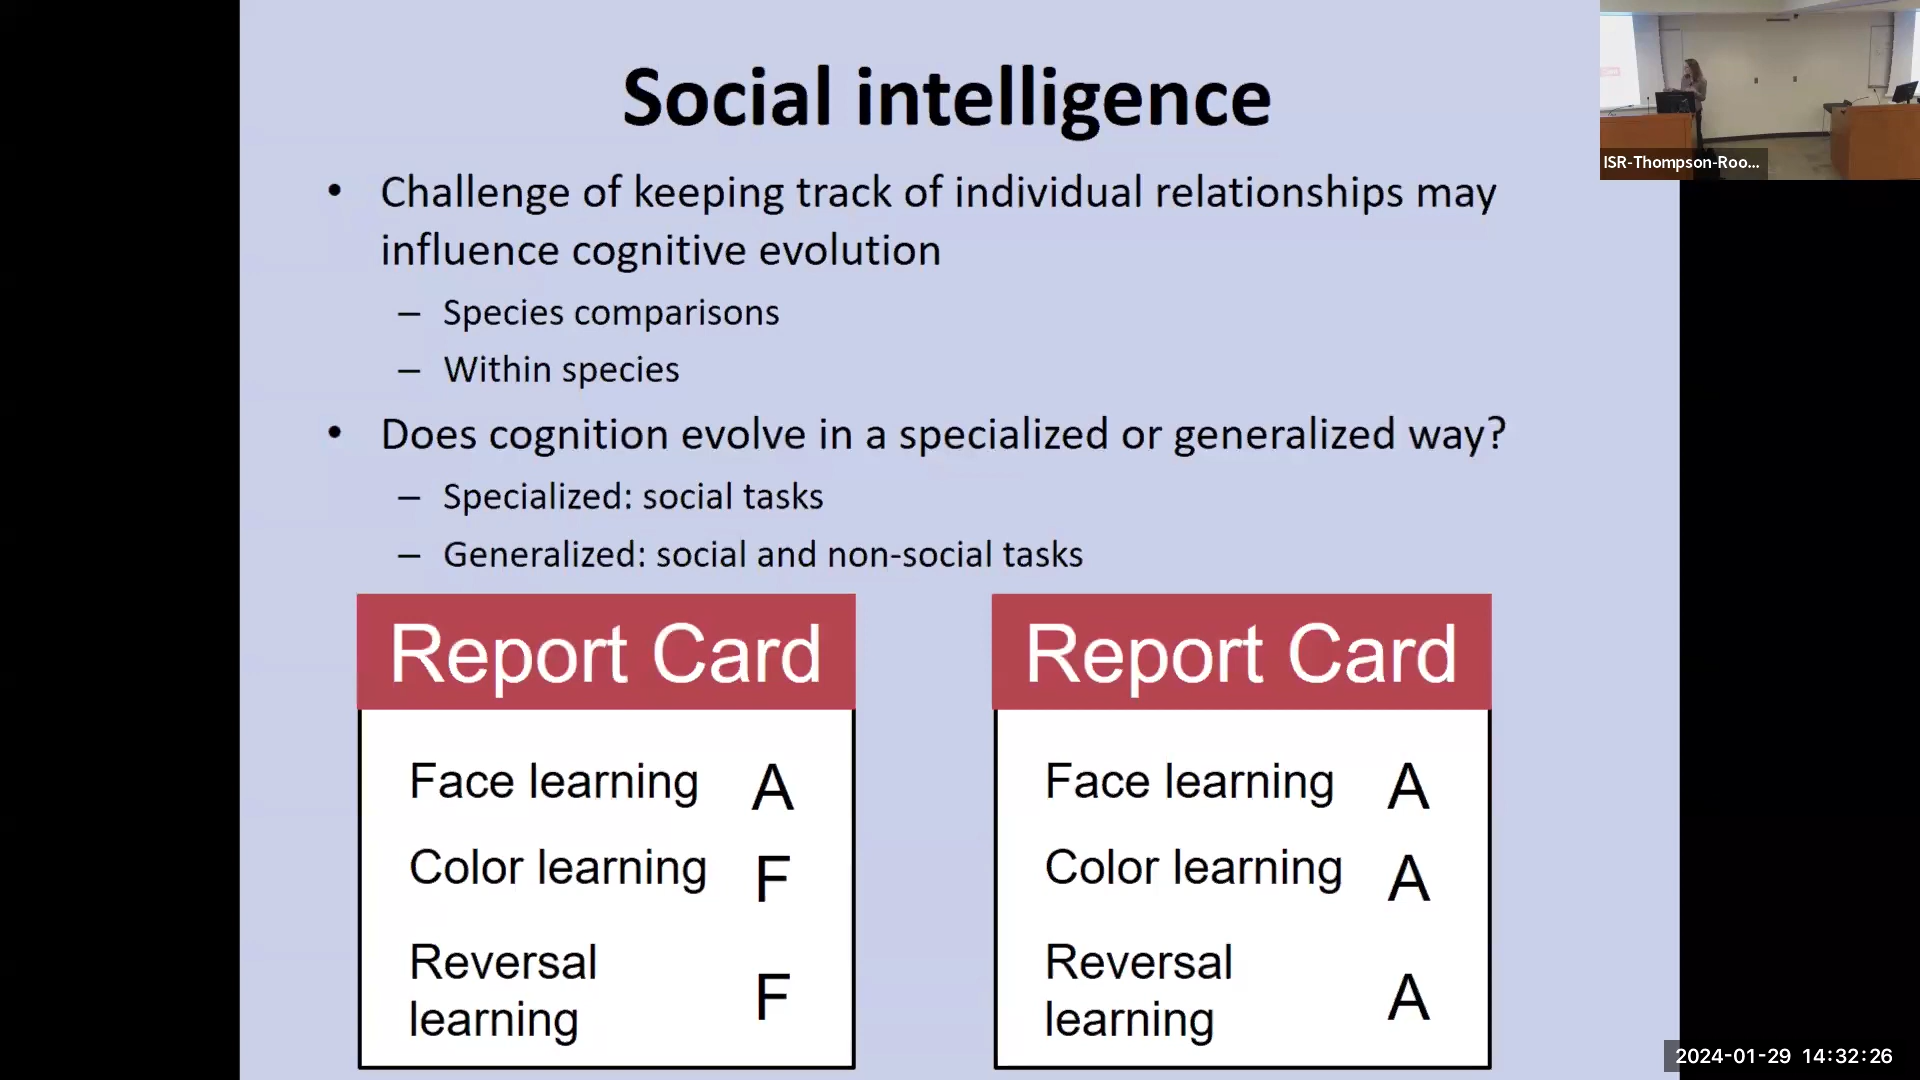 Social intelligence
• Challenge of keeping track of individual relationships may
influence cognitive evolution
– Species comparisons
– Within species
• Does cognition evolve in a specialized or generalized way?
– Specialized: social tasks
– Generalized: social and non-social tasks
Report Card
Face learning A
Color learning F
Reversal
learning F
Report Card
Face learning A
Color learning A
Reversal
learning A
ISR-Thompson-Roo...
2024-01-29 14:32:26